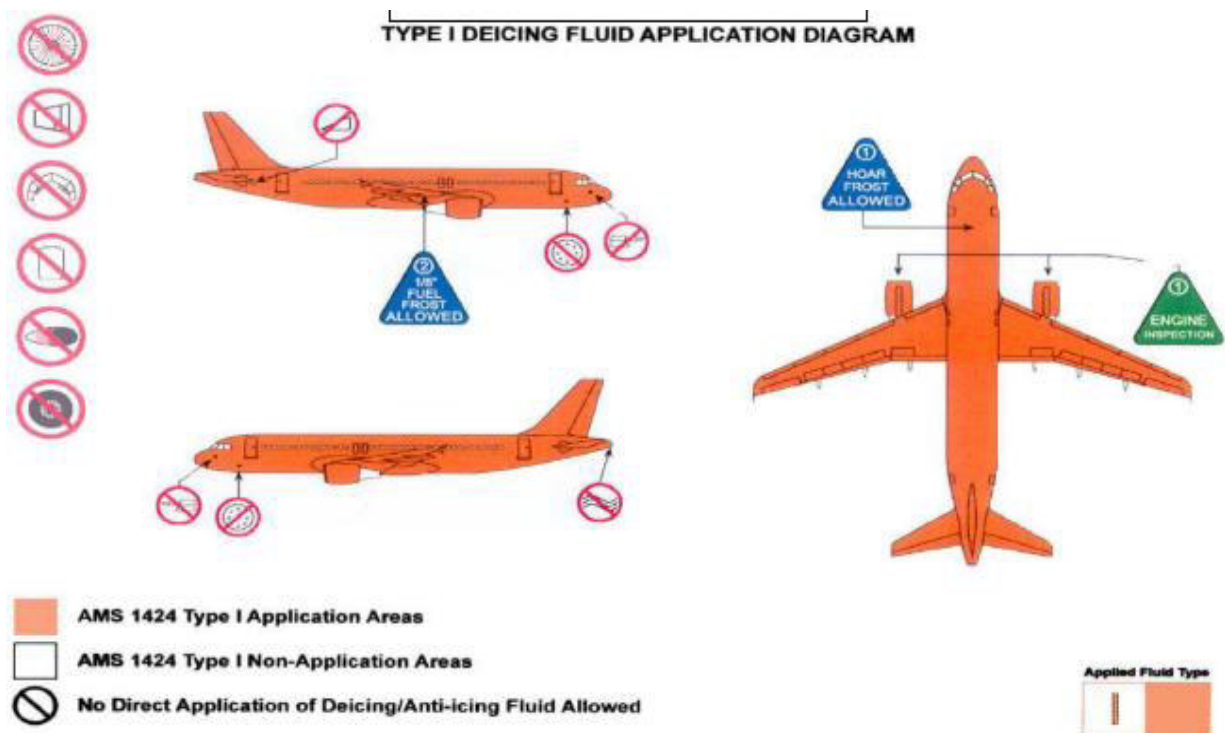 TYPE I DEICING FLUID APPLICATION DIAGRAM
①
HOAR
FROST
ALLOWED
②
1/8"
FUEL
FROST
ALLOWED
①
ENGINE
INSPECTION
AMS 1424 Type I Application Areas
AMS 1424 Type I Non-Application Areas
No Direct Application of Deicing/Anti-icing Fluid Allowed
Applied Fluid Type
I